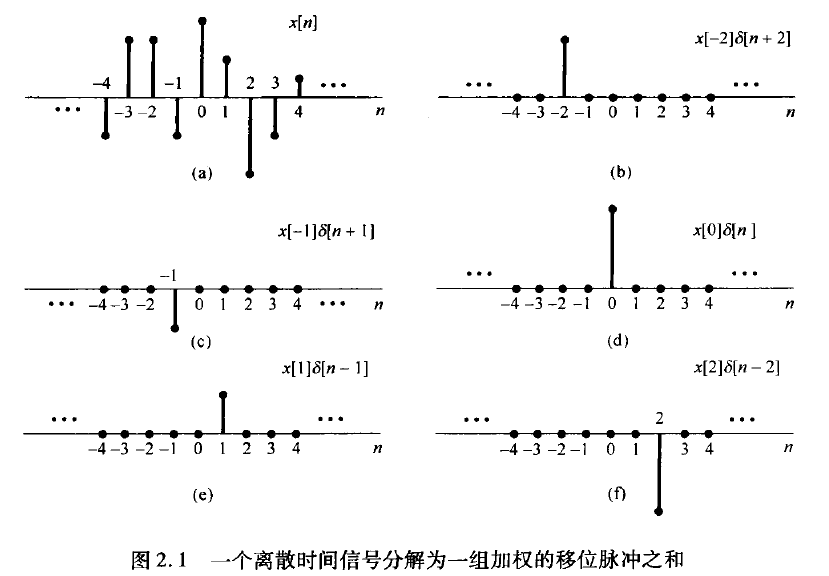 x[n]
-4 -1 2 3
-3 -2 0 1 4 n
(a)
x[-2]δ[n+2]
-4 -3 -2 -1 0 1 2 3 4 n
(b)
x[-1]δ[n+1]
-1
-4 -3 -2 0 1 2 3 4 n
(c)
x[0]δ[n]
-4 -3 -2 -1 0 1 2 3 4 n
(d)
x[1]δ[n-1]
-4 -3 -2 -1 0 1 2 3 4 n
(e)
x[2]δ[n-2]
2
-4 -3 -2 -1 0 1 3 4 n
(f)
图 2.1 一个离散时间信号分解为一组加权的移位脉冲之和